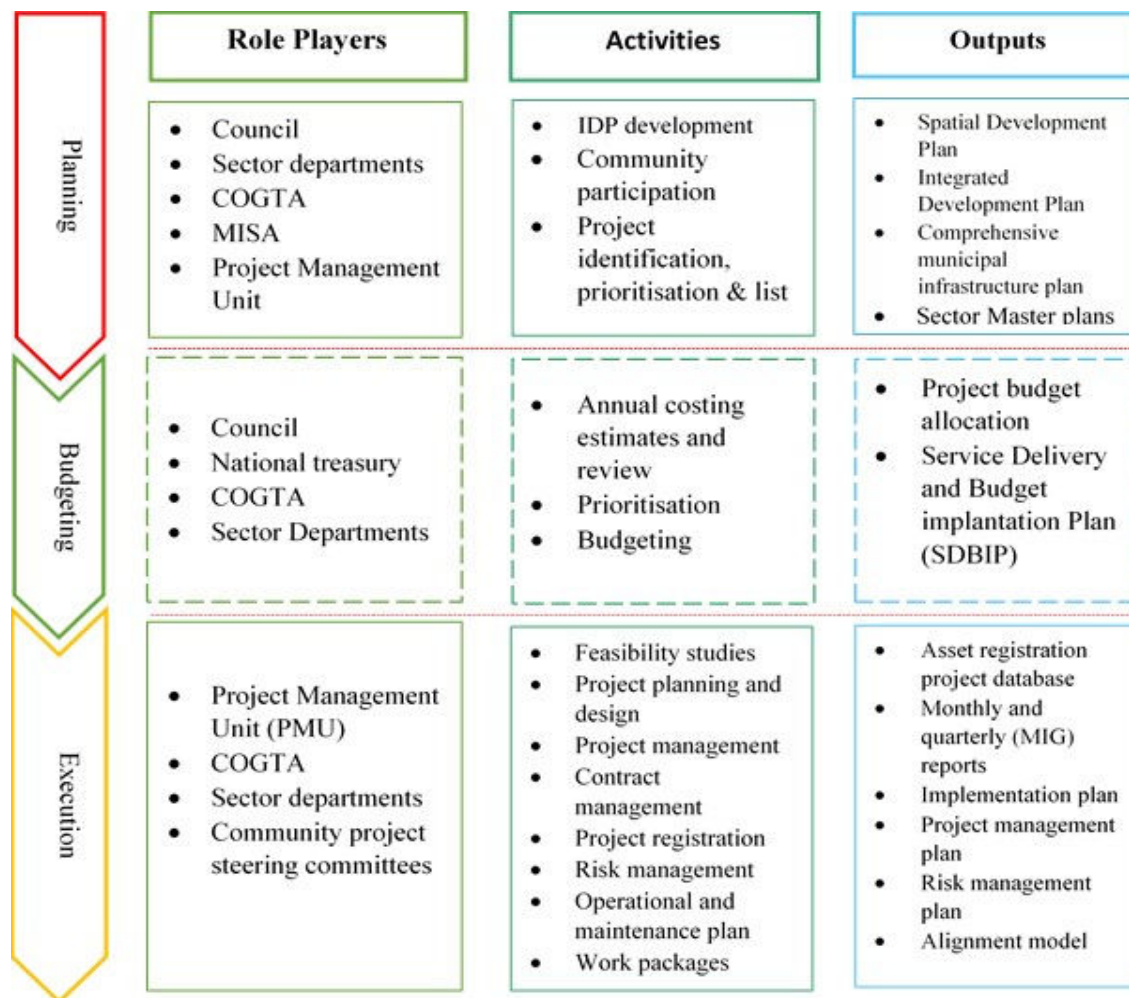 Role Players
Activities
Outputs
Planning
• Council
• Sector departments
• COGTA
• MISA
• Project Management
Unit
• IDP development
• Community
participation
• Project
identification,
prioritisation & list
• Spatial Development
Plan
• Integrated
Development Plan
• Comprehensive
municipal
infrastructure plan
• Sector Master plans
Budgeting
• Council
• National treasury
• COGTA
• Sector Departments
• Annual costing
estimates and
review
• Prioritisation
• Budgeting
• Project budget
allocation
• Service Delivery
and Budget
implantation Plan
(SDBIP)
Execution
• Project Management
Unit (PMU)
• COGTA
• Sector departments
• Community project
steering committees
• Feasibility studies
• Project planning and
design
• Project management
• Contract
management
• Project registration
• Risk management
• Operational and
maintenance plan
• Work packages
• Asset registration
project database
• Monthly and
quarterly (MIG)
reports
• Implementation plan
• Project management
plan
• Risk management
plan
• Alignment model